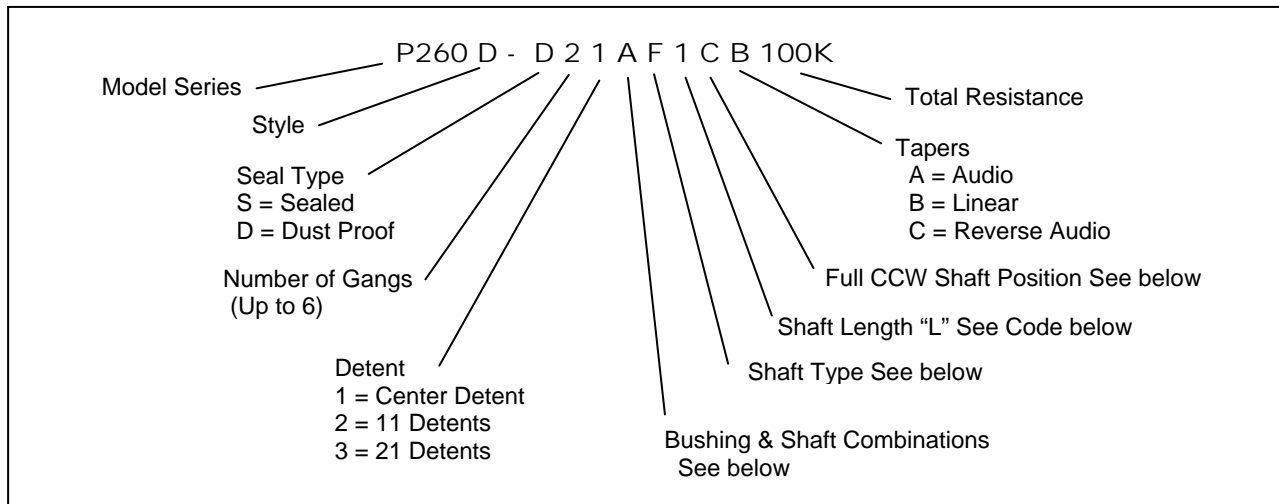 P260 D - D 2 1 A F 1 C B 100K
Model Series
Total Resistance
Style
Tapers
A = Audio
B = Linear
C = Reverse Audio
Seal Type
S = Sealed
D = Dust Proof
Number of Gangs
(Up to 6)
Full CCW Shaft Position See below
Shaft Length “L” See Code below
Detent
1 = Center Detent
2 = 11 Detents
3 = 21 Detents
Shaft Type See below
Bushing & Shaft Combinations
See below